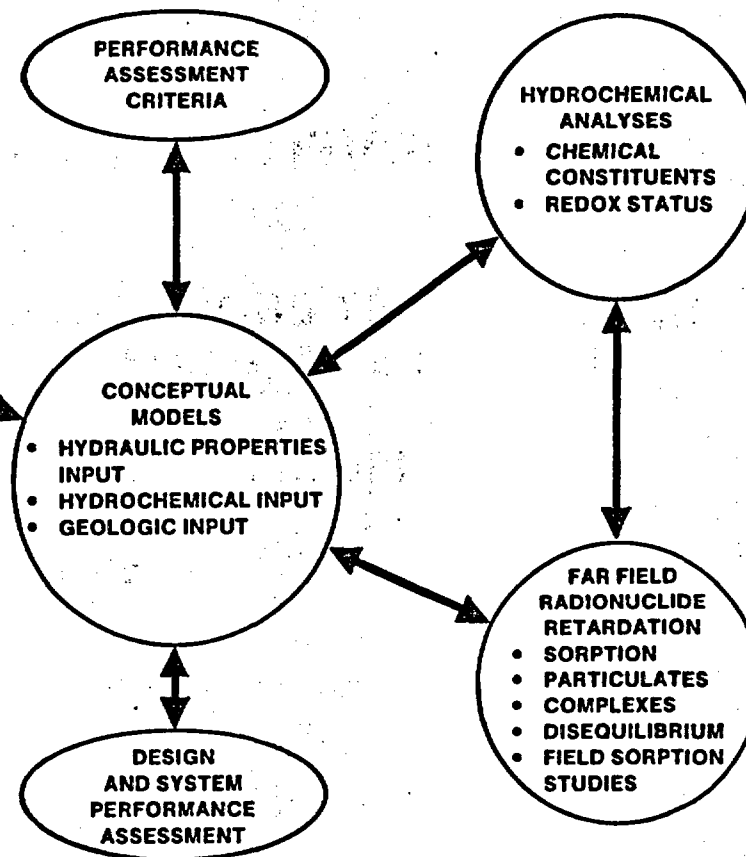 PERFORMANCE
ASSESSMENT
CRITERIA
HYDROCHEMICAL
ANALYSES
• CHEMICAL
CONSTITUENTS
• REDOX STATUS
CONCEPTUAL
MODELS
• HYDRAULIC PROPERTIES
INPUT
• HYDROCHEMICAL INPUT
• GEOLOGIC INPUT
FAR FIELD
RADIONUCLIDE
RETARDATION
• SORPTION
• PARTICULATES
• COMPLEXES
• DISEQUILIBRIUM
• FIELD SORPTION
STUDIES
DESIGN
AND SYSTEM
PERFORMANCE
ASSESSMENT